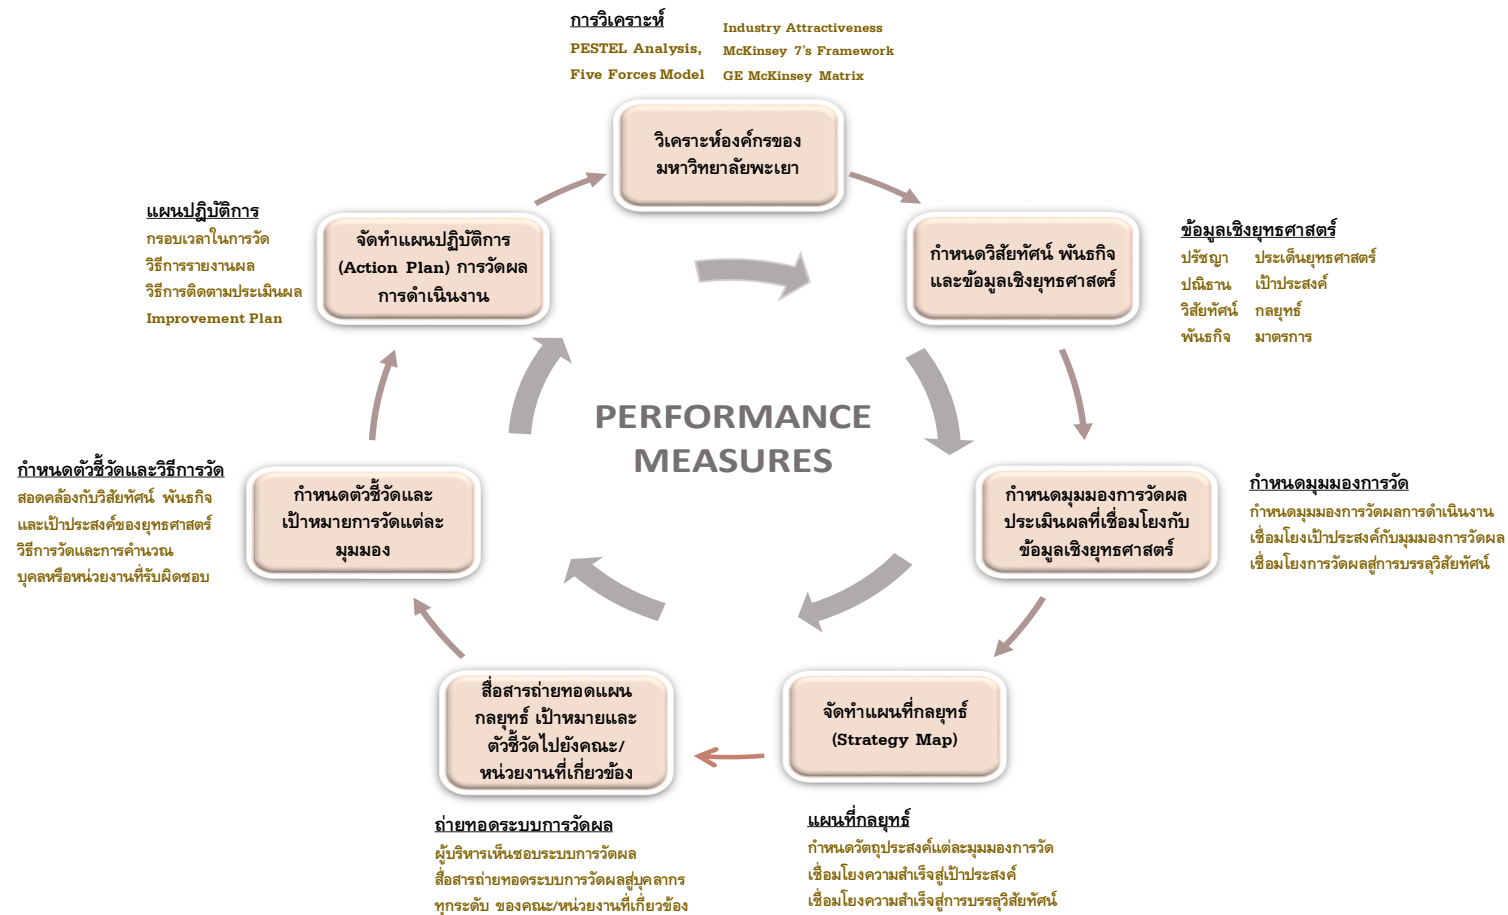 การวิเคราะห์
PESTEL Analysis,
Five Forces Model
Industry Attractiveness
McKinsey 7's Framework
GE McKinsey Matrix
วิเคราะห์องค์กรของ
มหาวิทยาลัยพะเยา
กำหนดวิสัยทัศน์ พันธกิจ
และข้อมูลเชิงยุทธศาสตร์
ข้อมูลเชิงยุทธศาสตร์
ปรัชญา ประเด็นยุทธศาสตร์
ปณิธาน เป้าประสงค์
วิสัยทัศน์ กลยุทธ์
พันธกิจ มาตรการ
กำหนดมุมมองการวัดผล
ประเมินผลที่เชื่อมโยงกับ
ข้อมูลเชิงยุทธศาสตร์
กำหนดมุมมองการวัด
กำหนดมุมมองการวัดผลการดำเนินงาน
เชื่อมโยงเป้าประสงค์กับมุมมองการวัดผล
เชื่อมโยงการวัดผลสู่การบรรลุวิสัยทัศน์
จัดทำแผนที่กลยุทธ์
(Strategy Map)
แผนที่กลยุทธ์
กำหนดวัตถุประสงค์แต่ละมุมมองการวัด
เชื่อมโยงความสำเร็จสู่เป้าประสงค์
เชื่อมโยงความสำเร็จสู่การบรรลุวิสัยทัศน์
สื่อสารถ่ายทอดแผน
กลยุทธ์ เป้าหมายและ
ตัวชี้วัดไปยังคณะ/
หน่วยงานที่เกี่ยวข้อง
ถ่ายทอดระบบการวัดผล
ผู้บริหารเห็นชอบระบบการวัดผล
สื่อสารถ่ายทอดระบบการวัดผลสู่บุคลากร
ทุกระดับ ของคณะ/หน่วยงานที่เกี่ยวข้อง
กำหนดตัวชี้วัดและ
เป้าหมายการวัดแต่ละ
มุมมอง
กำหนดตัวชี้วัดและวิธีการวัด
สอดคล้องกับวิสัยทัศน์ พันธกิจ
และเป้าประสงค์ของยุทธศาสตร์
วิธีการวัดและการคำนวณ
บุคลหรือหน่วยงานที่รับผิดชอบ
จัดทำแผนปฏิบัติการ
(Action Plan) การวัดผล
การดำเนินงาน
แผนปฏิบัติการ
กรอบเวลาในการวัด
วิธีการรายงานผล
วิธีการติดตามประเมินผล
Improvement Plan
PERFORMANCE
MEASURES